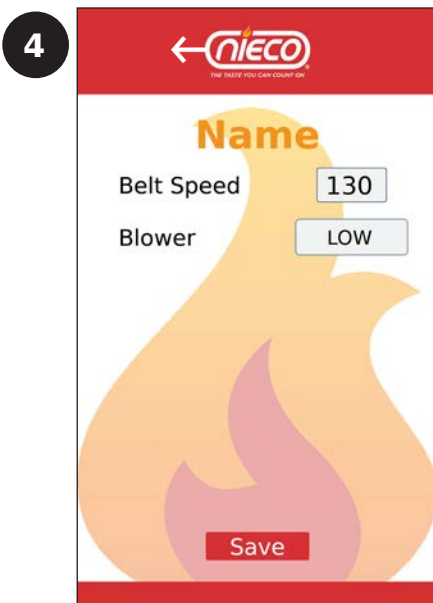 4
nieco
THE TASTE YOU CAN COUNT ON
Name
Belt Speed 130
Blower LOW
Save